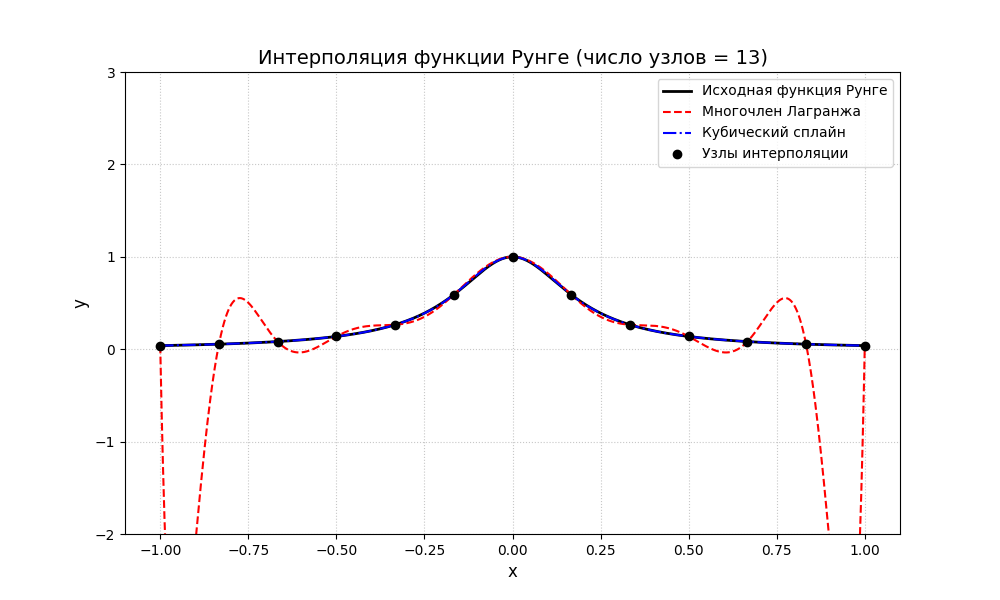 Интерполяция функции Рунге (число узлов = 13)
Исходная функция Рунге
Многочлен Лагранжа
Кубический сплайн
Узлы интерполяции
3
2
1
0
−1
−2
y
−1.00 −0.75 −0.50 −0.25 0.00 0.25 0.50 0.75 1.00
x